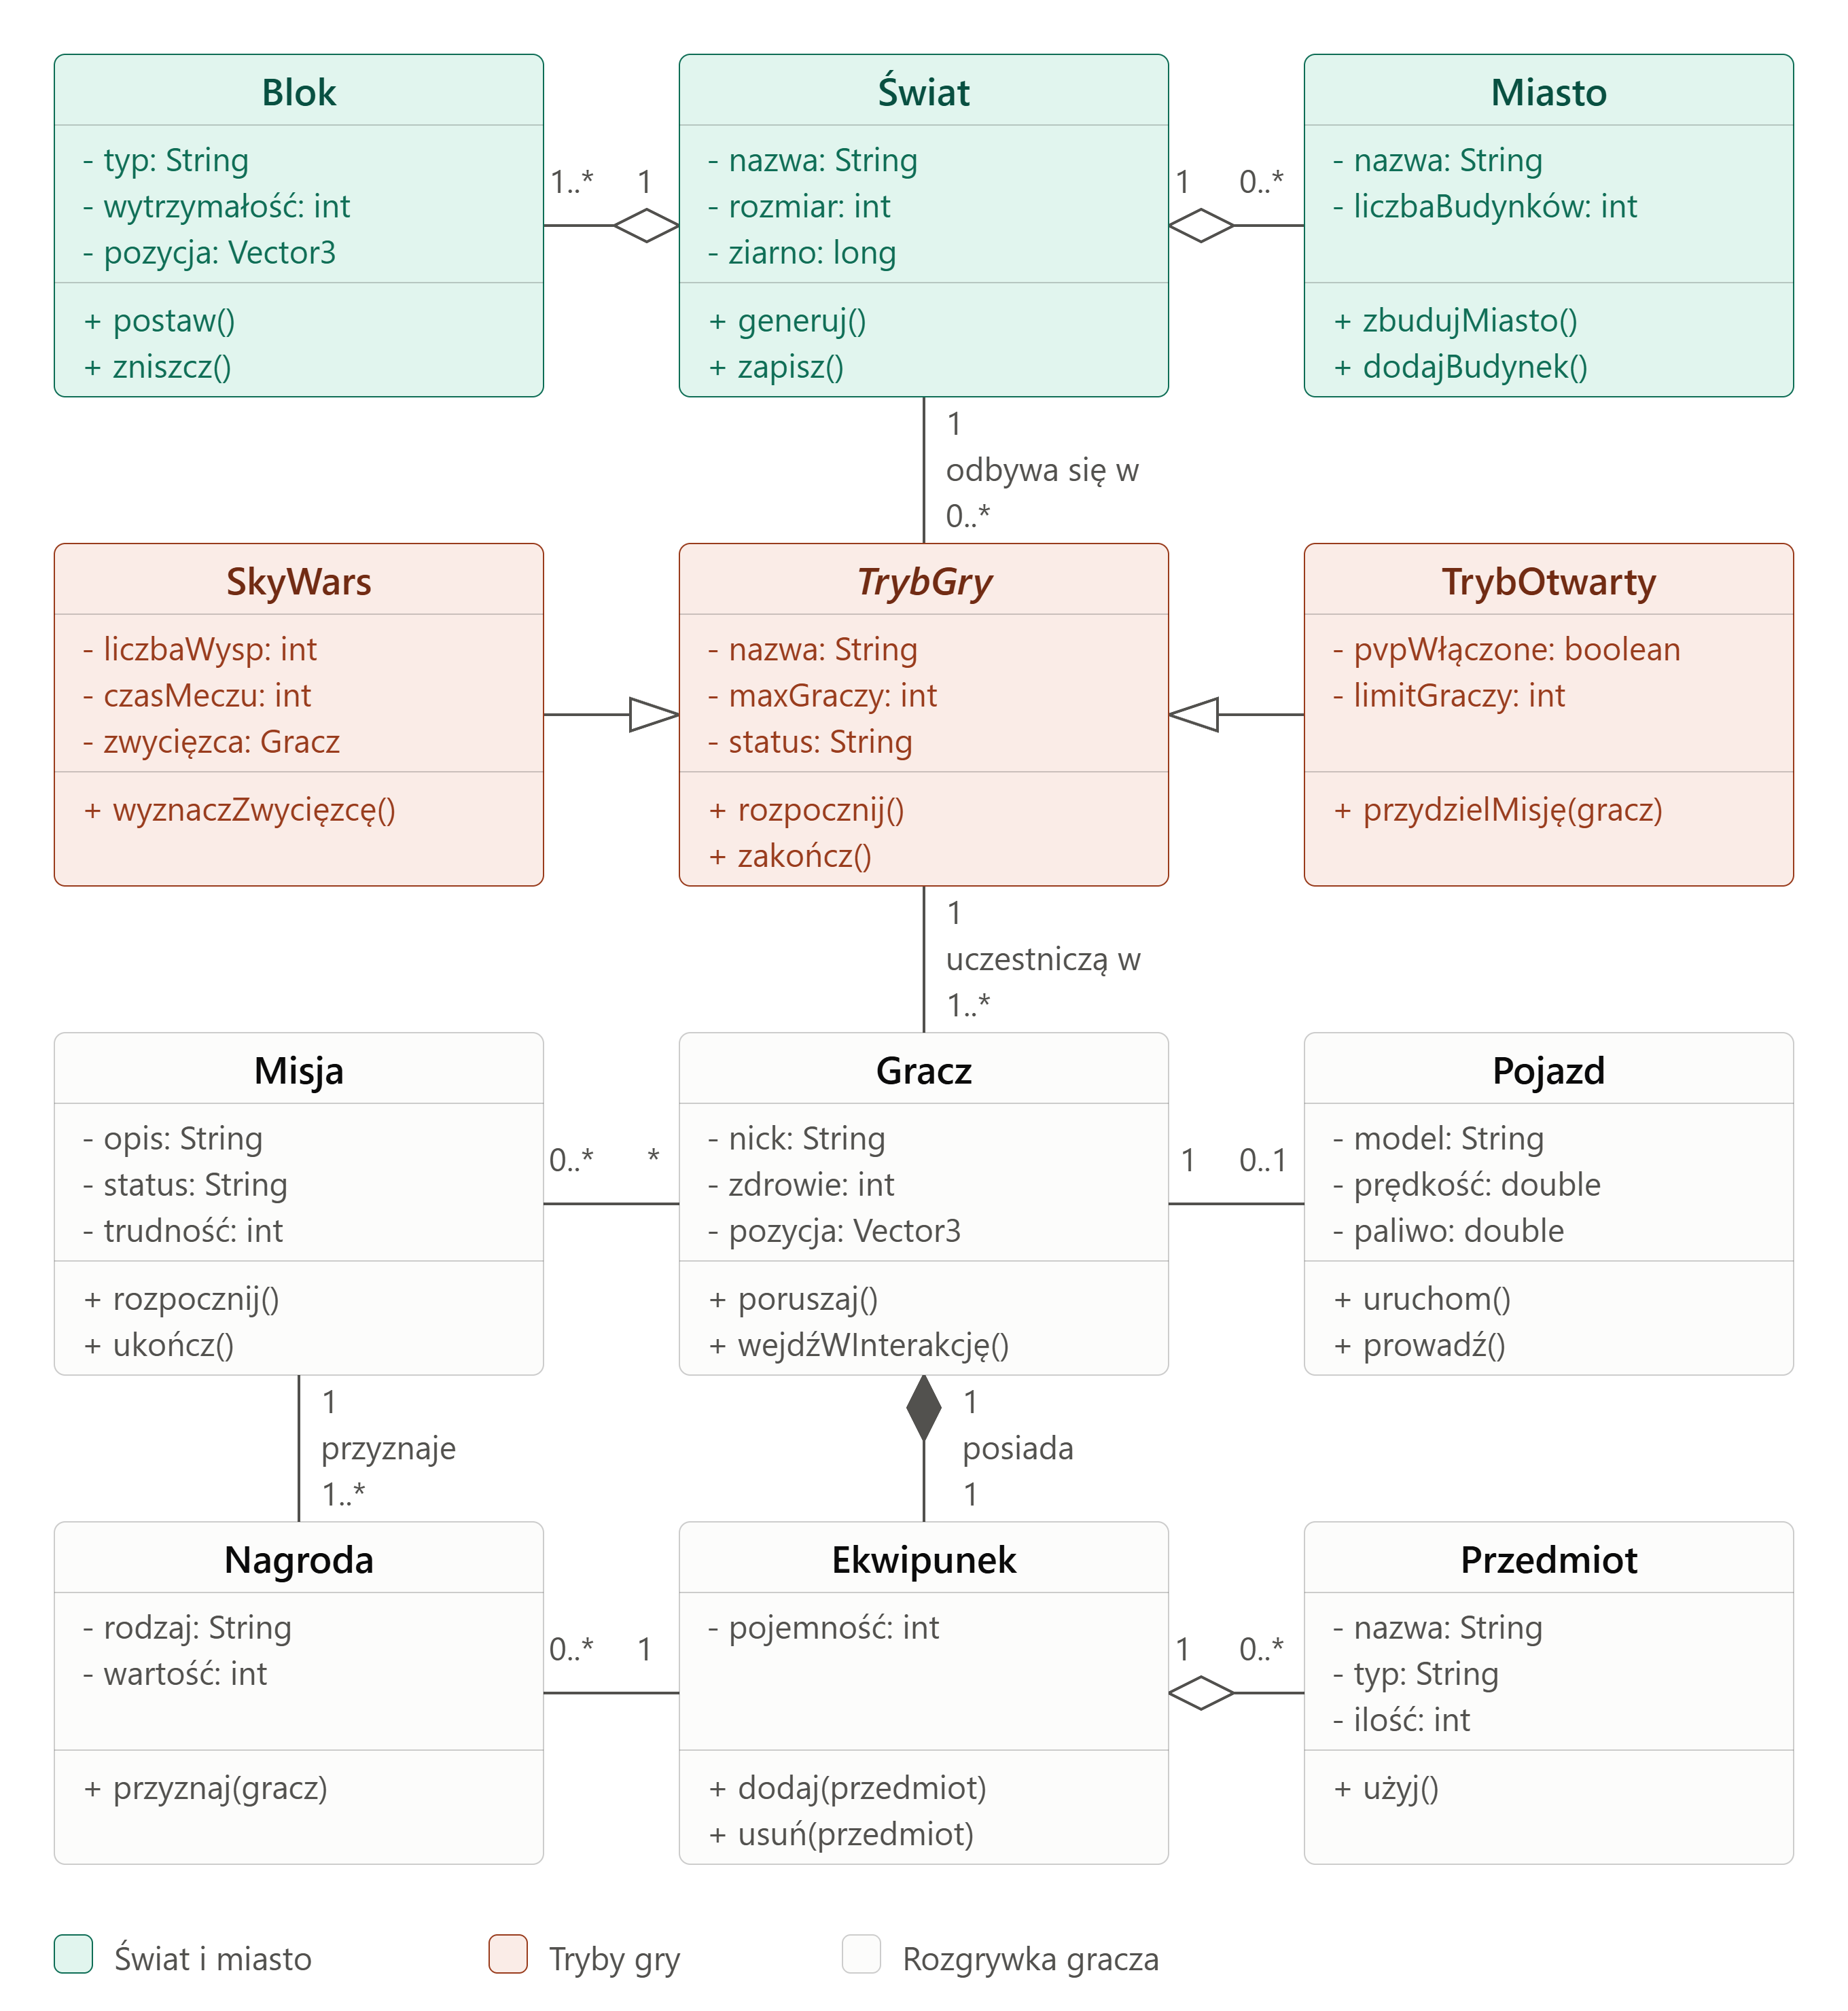 Blok
- typ: String
- wytrzymałość: int
- pozycja: Vector3
+ postaw()
+ zniszcz()
1..*
1
Świat
- nazwa: String
- rozmiar: int
- ziarno: long
+ generuj()
+ zapisz()
1
0..*
Miasto
- nazwa: String
- liczbaBudynków: int
+ zbudujMiasto()
+ dodajBudynek()
1
odbywa się w
0..*
SkyWars
- liczbaWysp: int
- czasMeczu: int
- zwycięzca: Gracz
+ wyznaczZwycięzcę()
TrybGry
- nazwa: String
- maxGraczy: int
- status: String
+ rozpocznij()
+ zakończ()
TrybOtwarty
- pvpWłączone: boolean
- limitGraczy: int
+ przydzielMisję(gracz)
1
uczestniczą w
1..*
Misja
- opis: String
- status: String
- trudność: int
+ rozpocznij()
+ ukończ()
0..*
*
Gracz
- nick: String
- zdrowie: int
- pozycja: Vector3
+ poruszaj()
+ wejdźWInterakcję()
1
0..1
Pojazd
- model: String
- prędkość: double
- paliwo: double
+ uruchom()
+ prowadź()
1
przyznaje
1..*
1
posiada
1
Nagroda
- rodzaj: String
- wartość: int
+ przyznaj(gracz)
0..*
1
Ekwipunek
- pojemność: int
+ dodaj(przedmiot)
+ usuń(przedmiot)
1
0..*
Przedmiot
- nazwa: String
- typ: String
- ilość: int
+ użyj()
Świat i miasto
Tryby gry
Rozgrywka gracza